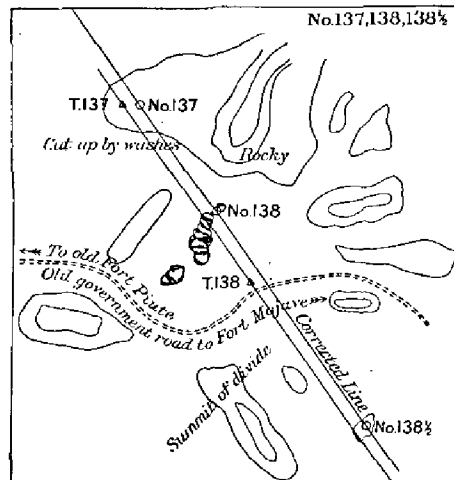 No.137,138,138½
T.137 No.137
Cut up by washes
Rocky
No.138
To old Fort Piute
T.138
Old government road to Fort Mojave
Corrected Line
Summit of divide
No.138½